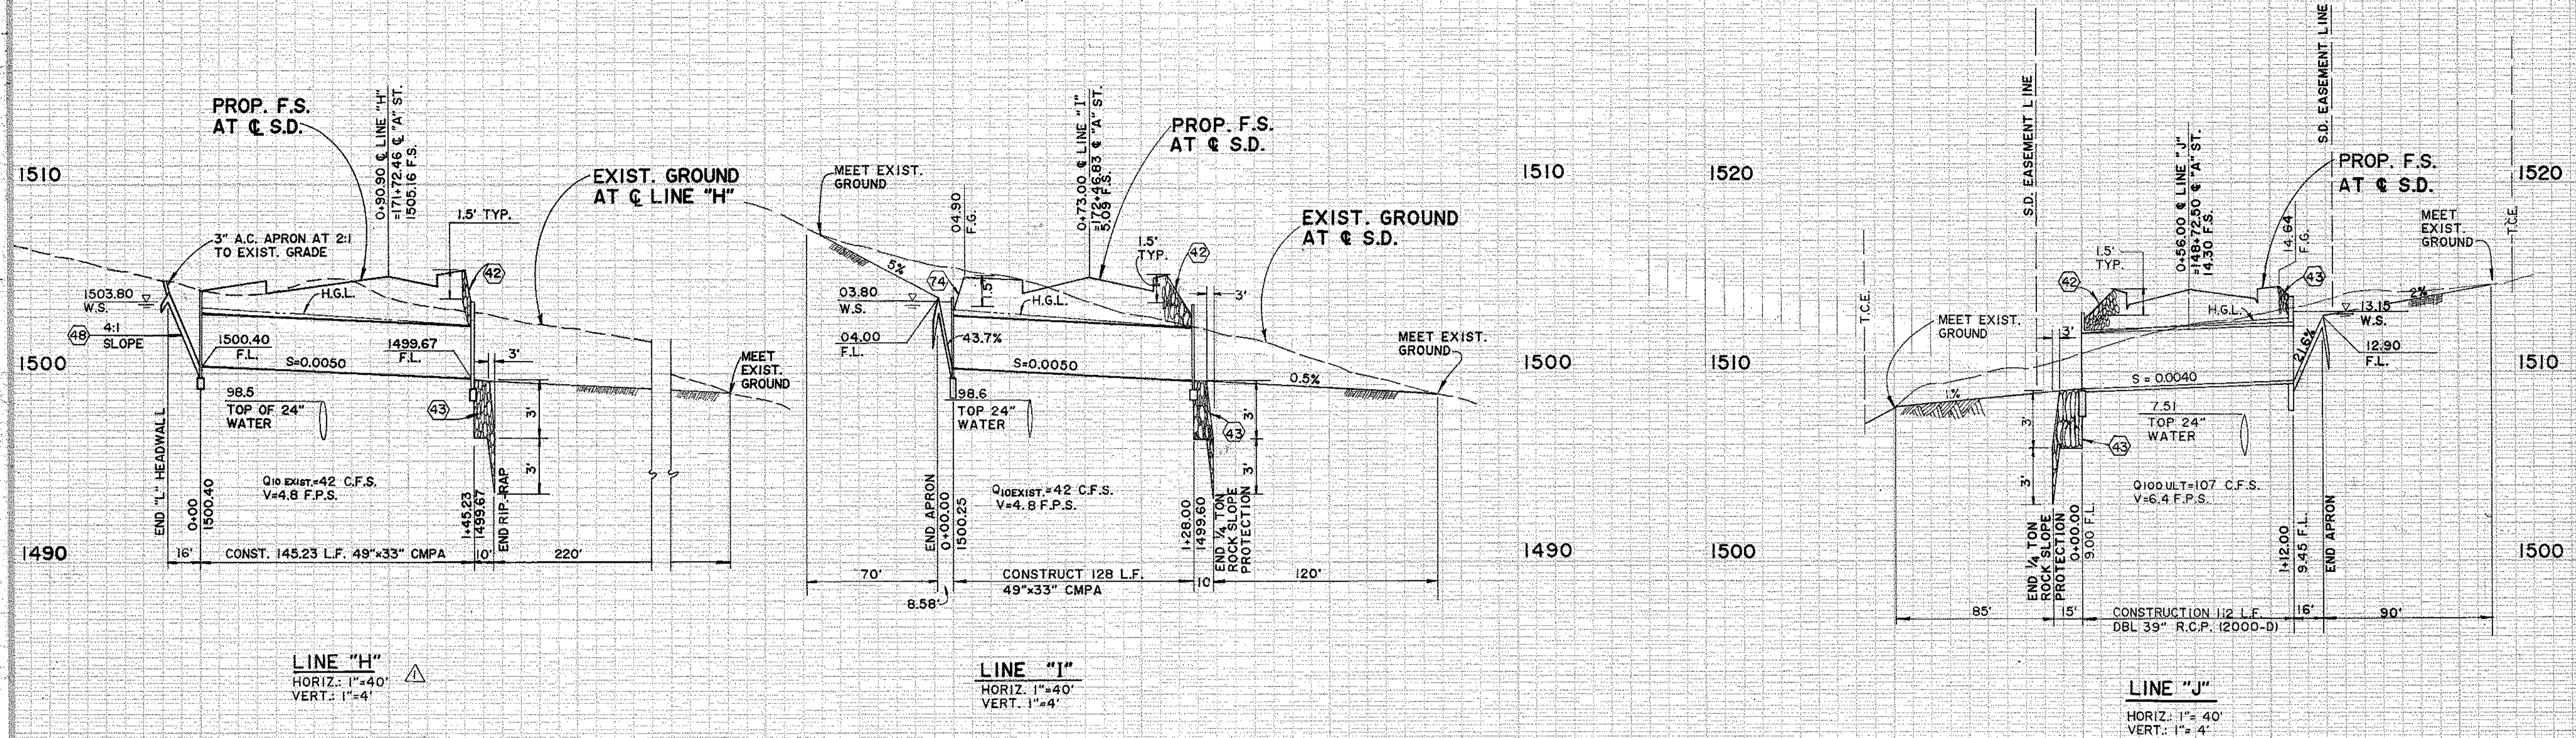 PROP. F.S.
AT ℄ S.D.
0+90.90 ℄ LINE "H"
=171+72.46 ℄ "A" ST.
1505.16 F.S.
1510
EXIST. GROUND
AT ℄ LINE "H"
1.5' TYP.
3" A.C. APRON AT 2:1
TO EXIST. GRADE
42
1503.80
W.S.
H.G.L.
48
4:1
SLOPE
1500.40
F.L.
1499.67
F.L.
3'
1500
S=0.0050
MEET
EXIST.
GROUND
98.5
TOP OF 24"
WATER
43
3'
3'
END "L" HEADWALL
0+00
1500.40
Q10 EXIST.=42 C.F.S.
V=4.8 F.P.S.
1+45.23
1499.67
END RIP-RAP
1490
16'
CONST. 145.23 L.F. 49"x33" CMPA
10'
220'
LINE "H"
HORIZ.: 1"=40'
VERT.: 1"=4'
1
MEET EXIST.
GROUND
04.90
F.G.
0+73.00 ℄ LINE "I"
=172+46.83 ℄ "A" ST.
5.09 F.S.
PROP. F.S.
AT ℄ S.D.
1510
EXIST. GROUND
AT ℄ S.D.
5%
74
1.5'
1.5'
TYP.
42
3'
03.80
W.S.
H.G.L.
04.00
F.L.
43.7%
MEET EXIST.
GROUND
1500
S=0.0050
0.5%
98.6
TOP 24"
WATER
43
3'
3'
Q10EXIST.=42 C.F.S.
V=4.8 F.P.S.
END APRON
0+00.00
1500.25
1+28.00
1499.60
END 1/4 TON
ROCK SLOPE
PROTECTION
1490
70'
8.58'
CONSTRUCT 128 L.F.
49"x33" CMPA
10
120'
LINE "I"
HORIZ. 1"=40'
VERT. 1"=4'
S.D. EASEMENT LINE
S.D. EASEMENT LINE
1520
T.C.E.
0+56.00 ℄ LINE "J"
=148+72.50 ℄ "A" ST.
14.30 F.S.
14.64
F.G.
PROP. F.S.
AT ℄ S.D.
1520
MEET
EXIST.
GROUND
T.C.E.
1.5'
TYP.
42
43
2%
MEET EXIST.
GROUND
3'
H.G.L.
13.15
W.S.
12.90
F.L.
21.6%
1510
1510
1%
S = 0.0040
7.51
TOP 24"
WATER
43
3'
3'
Q100 ULT=107 C.F.S.
V=6.4 F.P.S.
END 1/4 TON
ROCK SLOPE
PROTECTION
0+00.00
9.00 F.L.
1+12.00
9.45 F.L.
END APRON
1500
1500
85'
15'
CONSTRUCTION 112 L.F.
DBL 39" R.C.P. (2000-D)
16'
90'
LINE "J"
HORIZ.: 1"= 40'
VERT.: 1"= 4'